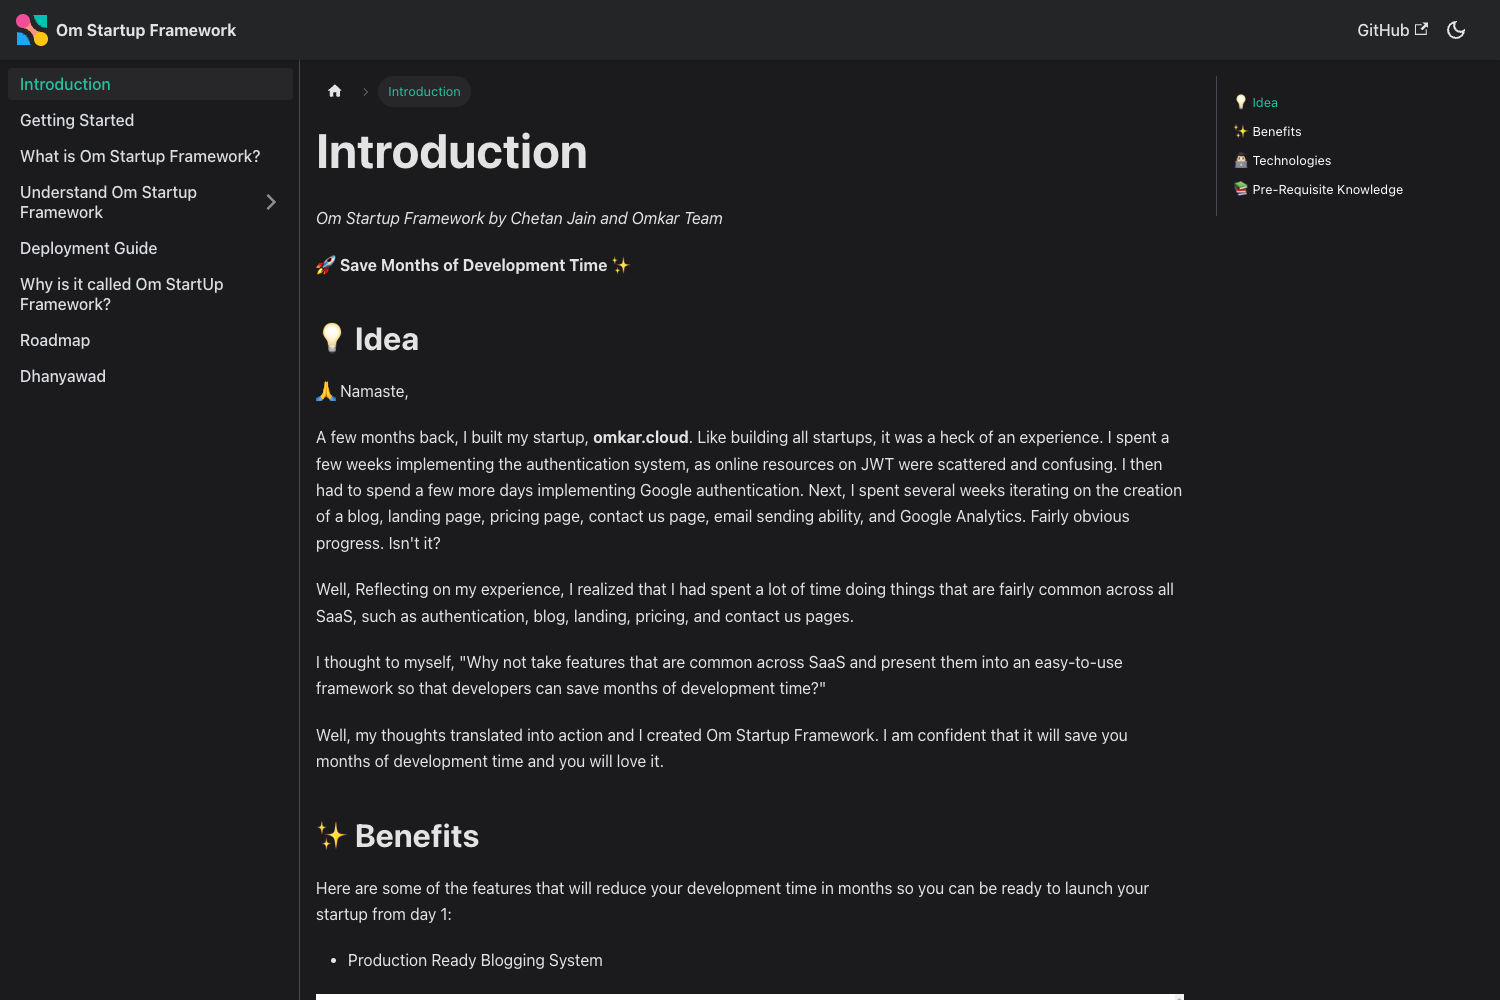 Om Startup Framework
GitHub
Introduction
Getting Started
What is Om Startup Framework?
Understand Om Startup
Framework
Deployment Guide
Why is it called Om StartUp
Framework?
Roadmap
Dhanyawad
Introduction
Introduction
Om Startup Framework by Chetan Jain and Omkar Team
🚀 Save Months of Development Time ✨
💡 Idea
🙏 Namaste,
A few months back, I built my startup, omkar.cloud. Like building all startups, it was a heck of an experience. I spent a
few weeks implementing the authentication system, as online resources on JWT were scattered and confusing. I then
had to spend a few more days implementing Google authentication. Next, I spent several weeks iterating on the creation
of a blog, landing page, pricing page, contact us page, email sending ability, and Google Analytics. Fairly obvious
progress. Isn't it?
Well, Reflecting on my experience, I realized that I had spent a lot of time doing things that are fairly common across all
SaaS, such as authentication, blog, landing, pricing, and contact us pages.
I thought to myself, "Why not take features that are common across SaaS and present them into an easy-to-use
framework so that developers can save months of development time?"
Well, my thoughts translated into action and I created Om Startup Framework. I am confident that it will save you
months of development time and you will love it.
✨ Benefits
Here are some of the features that will reduce your development time in months so you can be ready to launch your
startup from day 1:
• Production Ready Blogging System
💡 Idea
✨ Benefits
👨‍💻 Technologies
📚 Pre-Requisite Knowledge